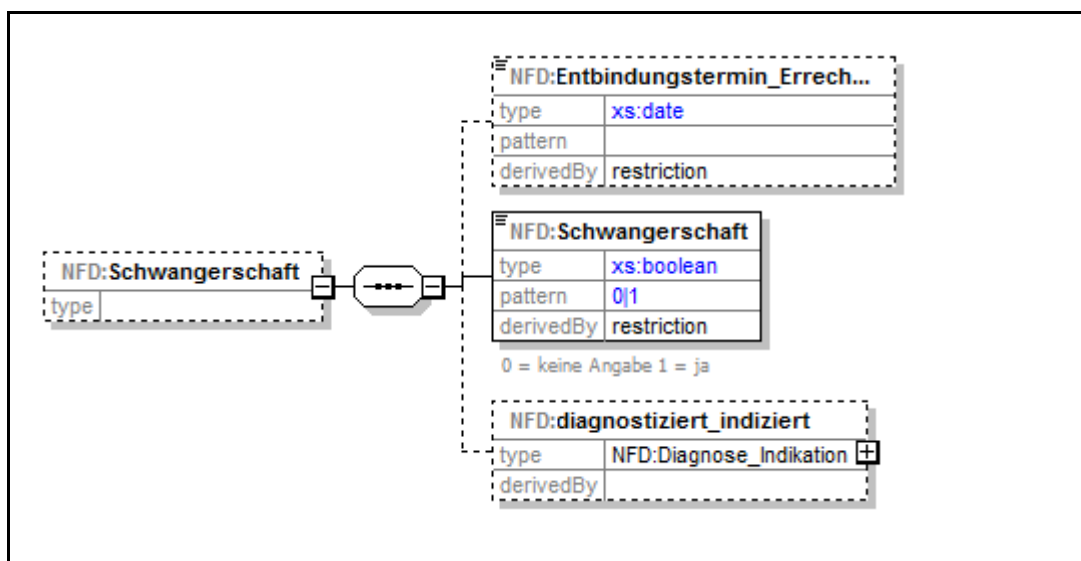 NFD:Entbindungstermin_Errech...
type xs:date
pattern
derivedBy restriction
NFD:Schwangerschaft
type xs:boolean
pattern 0|1
derivedBy restriction
0 = keine Angabe 1 = ja
NFD:Schwangerschaft
type
NFD:diagnostiziert_indiziert
type NFD:Diagnose_Indikation
derivedBy